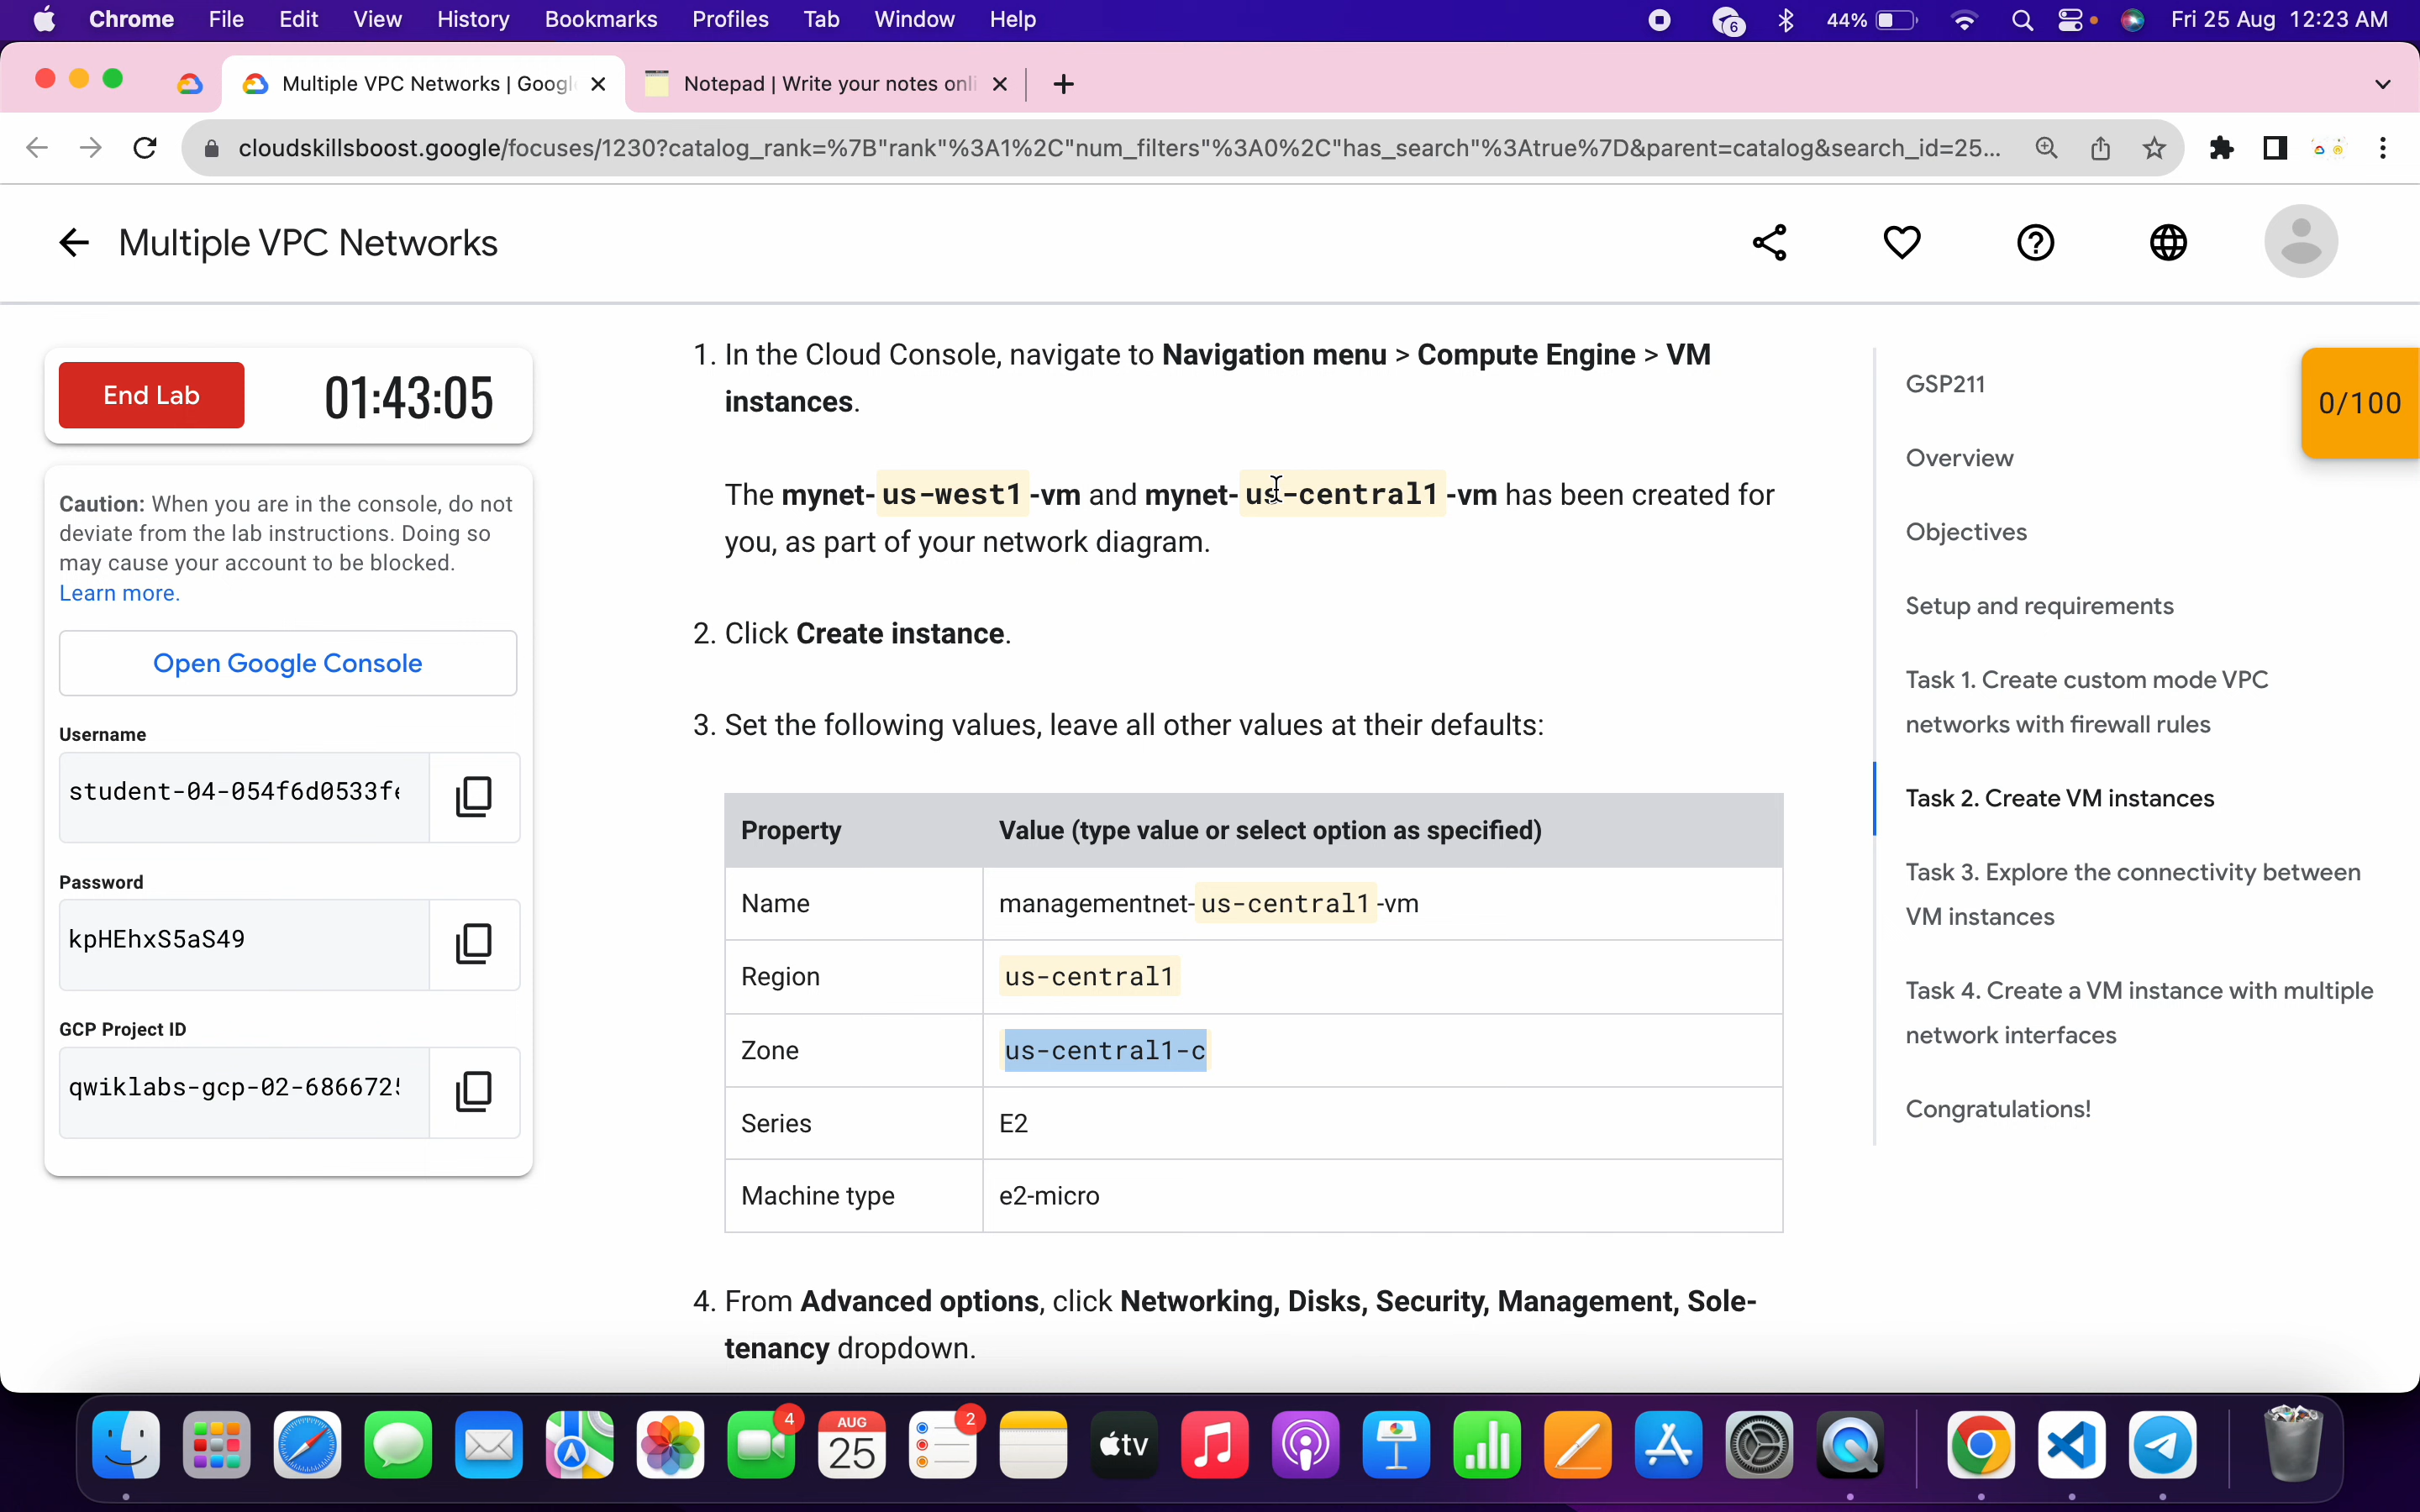 Chrome File Edit View History Bookmarks Profiles Tab Window Help 6 44% Fri 25 Aug 12:23 AM
Multiple VPC Networks | Googl Notepad | Write your notes onli
cloudskillsboost.google/focuses/1230?catalog_rank=%7B"rank"%3A1%2C"num_filters"%3A0%2C"has_search"%3Atrue%7D&parent=catalog&search_id=25...
Multiple VPC Networks
End Lab 01:43:05
Caution: When you are in the console, do not
deviate from the lab instructions. Doing so
may cause your account to be blocked.
Learn more.
Open Google Console
Username
student-04-054f6d0533f
Password
kpHEhxS5aS49
GCP Project ID
qwiklabs-gcp-02-686672
1. In the Cloud Console, navigate to Navigation menu > Compute Engine > VM
instances.
The mynet-us-west1-vm and mynet-us-central1-vm has been created for
you, as part of your network diagram.
2. Click Create instance.
3. Set the following values, leave all other values at their defaults:
Property Value (type value or select option as specified)
Name managementnet-us-central1-vm
Region us-central1
Zone us-central1-c
Series E2
Machine type e2-micro
4. From Advanced options, click Networking, Disks, Security, Management, Sole-
tenancy dropdown.
GSP211
Overview
Objectives
Setup and requirements
Task 1. Create custom mode VPC
networks with firewall rules
Task 2. Create VM instances
Task 3. Explore the connectivity between
VM instances
Task 4. Create a VM instance with multiple
network interfaces
Congratulations!
0/100
4 AUG 25 2 tv